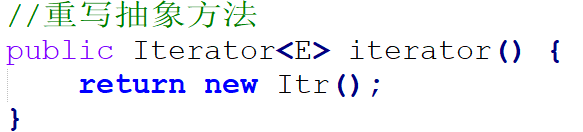 //重写抽象方法
public Iterator<E> iterator() {
    return new Itr();
}